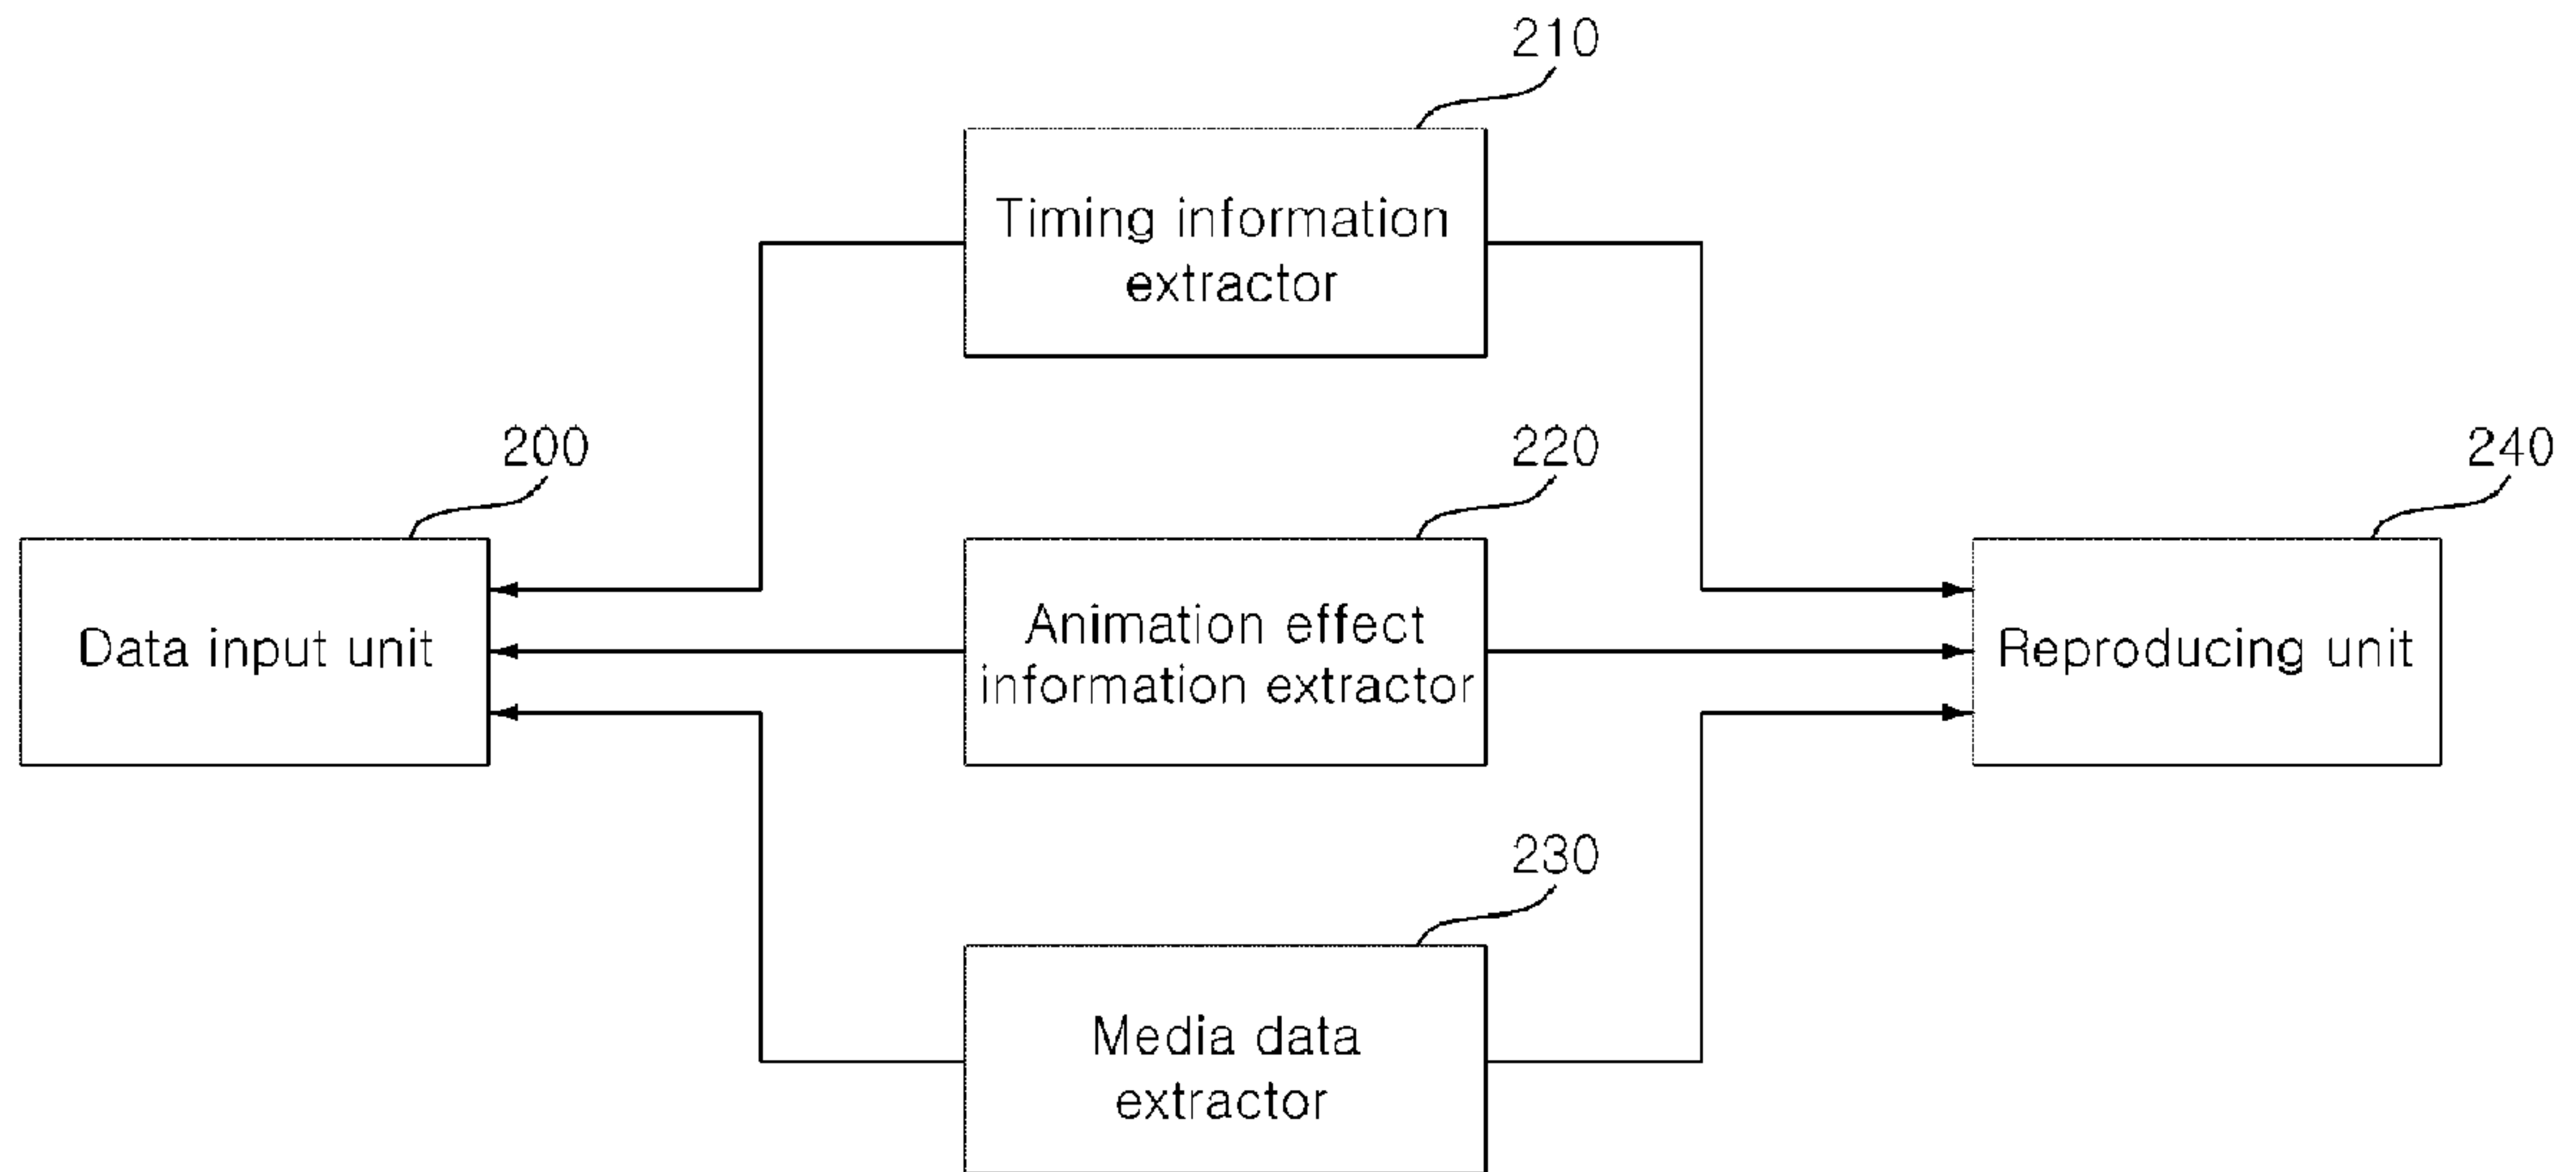 210
Timing information
extractor
200
220
240
Data input unit
Animation effect
information extractor
Reproducing unit
230
Media data
extractor